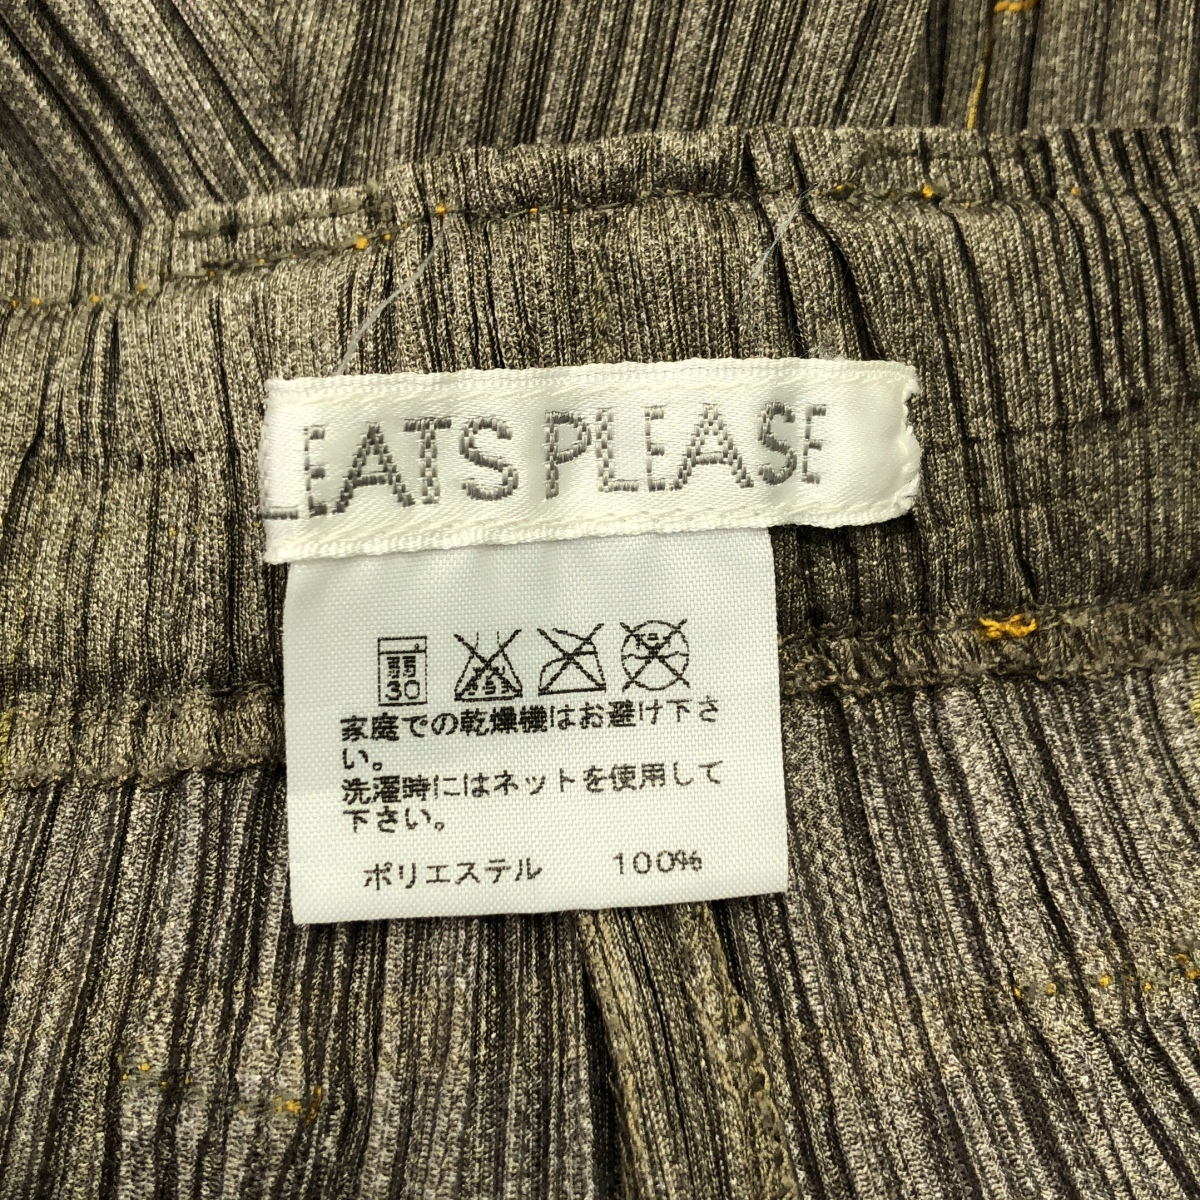 LEATS PLEASE
弱
30
家庭での乾燥機はお避け下さ
い。
洗濯時にはネットを使用して
下さい。
ポリエステル 100%